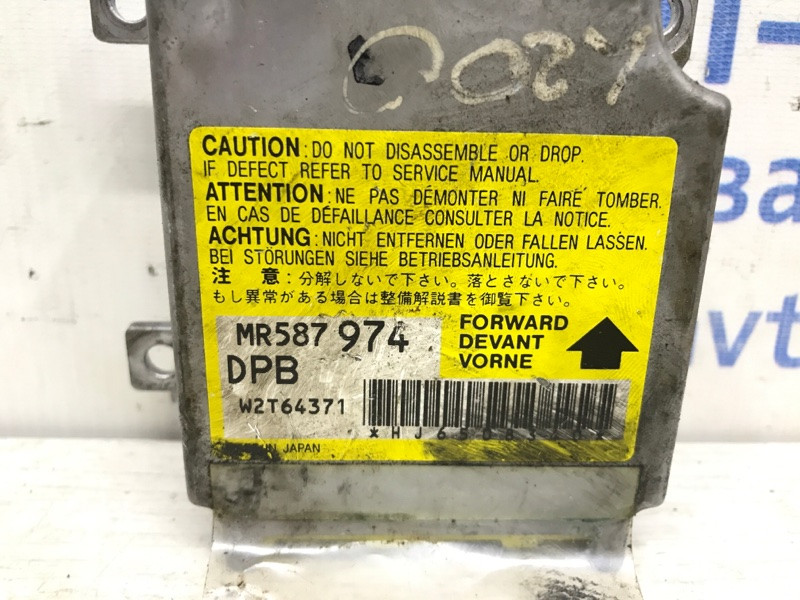 CAUTION : DO NOT DISASSEMBLE OR DROP.
IF DEFECT REFER TO SERVICE MANUAL.
ATTENTION : NE PAS DÉMONTER NI FAIRE TOMBER.
EN CAS DE DÉFAILLANCE CONSULTER LA NOTICE.
ACHTUNG : NICHT ENTFERNEN ODER FALLEN LASSEN.
BEI STÖRUNGEN SIEHE BETRIEBSANLEITUNG.
注 意 : 分解しないで下さい。落とさないで下さい。
もし異常がある場合は整備解説書を御覧下さい。
MR587 974
DPB
W2T64371
FORWARD
DEVANT
VORNE
IN JAPAN